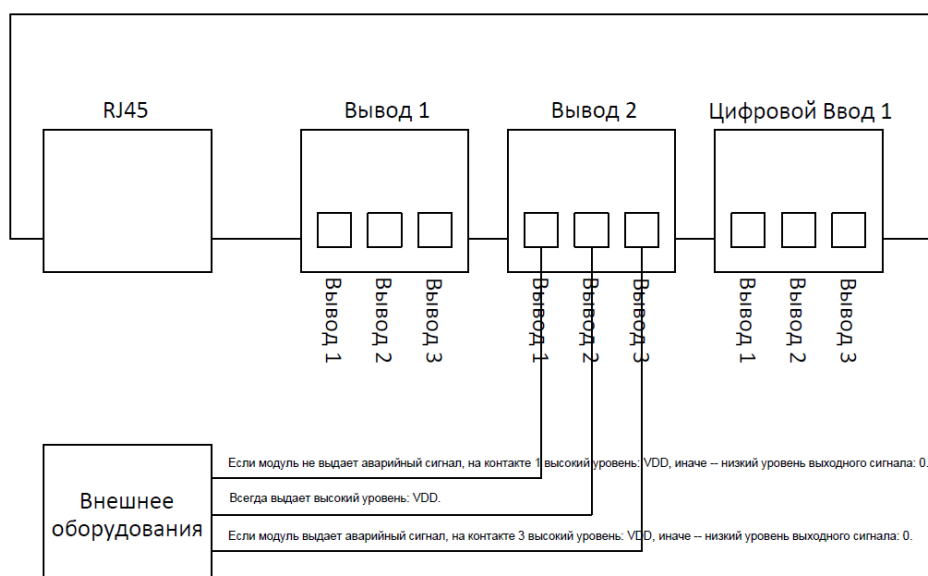 RJ45
Вывод 1
Вывод 2
Цифровой Ввод 1
Вывод 1
Вывод 2
Вывод 3
Вывод 1
Вывод 2
Вывод 3
Вывод 1
Вывод 2
Вывод 3
Внешнее
оборудования
Если модуль не выдает аварийный сигнал, на контакте 1 высокий уровень: VDD, иначе -- низкий уровень выходного сигнала: 0.
Всегда выдает высокий уровень: VDD.
Если модуль выдает аварийный сигнал, на контакте 3 высокий уровень: VDD, иначе -- низкий уровень выходного сигнала: 0.